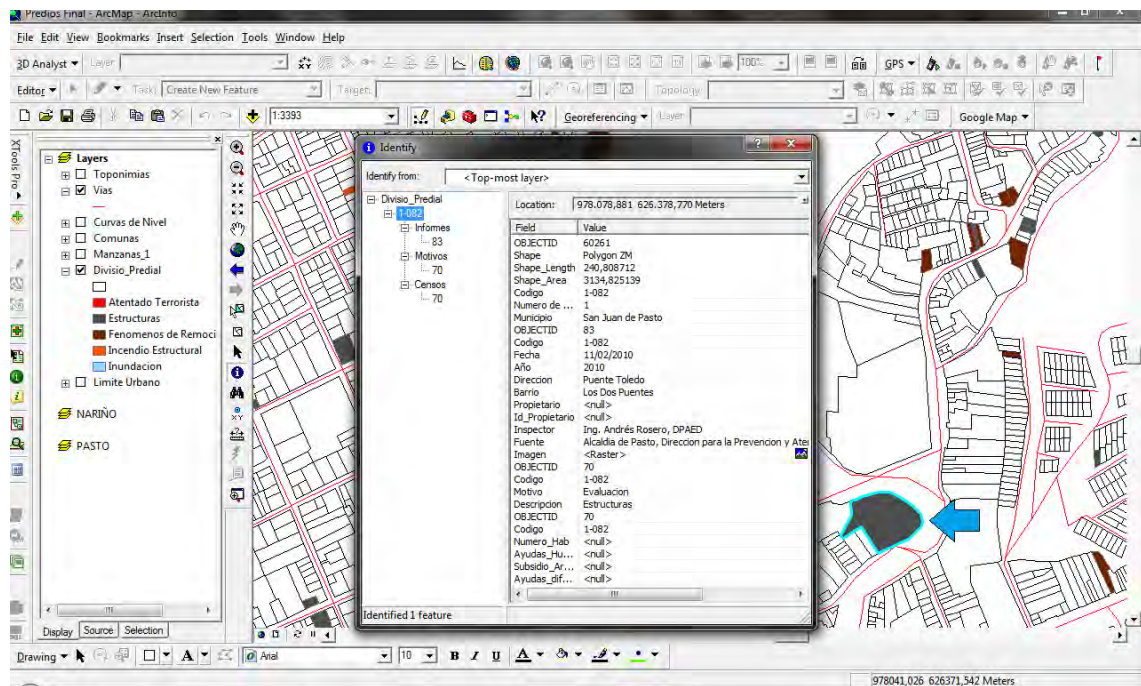 Predios Final - ArcMap - ArcInfo
File Edit View Bookmarks Insert Selection Tools Window Help
3D Analyst Layer: 100% GPS
Editor Task: Create New Feature Target: Topology
1:3393 Georeferencing Layer: Google Map
XTools Pro
Layers
Toponimias
Vias
Curvas de Nivel
Comunas
Manzanas_1
Divisio_Predial
Atentado Terrorista
Estructuras
Fenomenos de Remoci
Incendio Estructural
Inundacion
Limite Urbano
NARIÑO
PASTO
Display Source Selection
Identify
Identify from: <Top-most layer>
Divisio_Predial
1-082
Informes
83
Motivos
70
Censos
70
Location: 978.078,881 626.378,770 Meters
Field Value
OBJECTID 60261
Shape Polygon ZM
Shape_Length 240,808712
Shape_Area 3134,825139
Codigo 1-082
Numero de ... 1
Municipio San Juan de Pasto
OBJECTID 83
Codigo 1-082
Fecha 11/02/2010
Año 2010
Direccion Puente Toledo
Barrio Los Dos Puentes
Propietario <null>
Id_Propietario <null>
Inspector Ing. Andrés Rosero, DPAED
Fuente Alcaldia de Pasto, Direccion para la Prevencion y Ate
Imagen <Raster>
OBJECTID 70
Codigo 1-082
Motivo Evaluacion
Descripcion Estructuras
OBJECTID 70
Codigo 1-082
Numero_Hab <null>
Ayudas_Hu... <null>
Subsidio_Ar... <null>
Ayudas_dif... <null>
Identified 1 feature
Drawing A Arial 10 B I U A
978041,026 626371,542 Meters